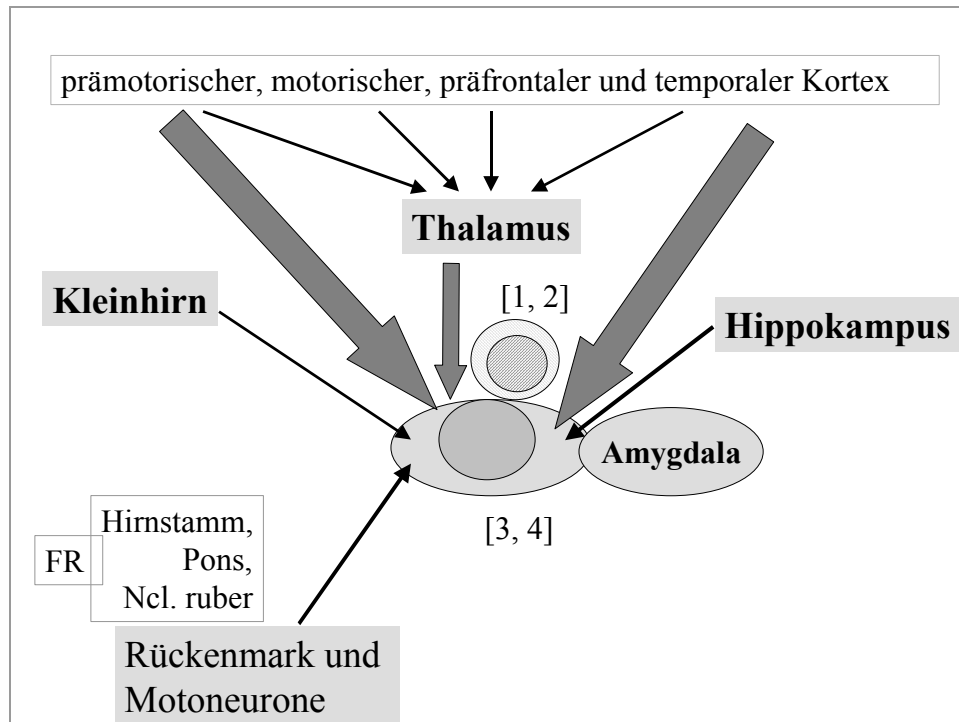 prämotorischer, motorischer, präfrontaler und temporaler Kortex
Thalamus
[1, 2]
Kleinhirn
Hippokampus
Amygdala
[3, 4]
Hirnstamm,
FR
Pons,
Ncl. ruber
Rückenmark und
Motoneurone